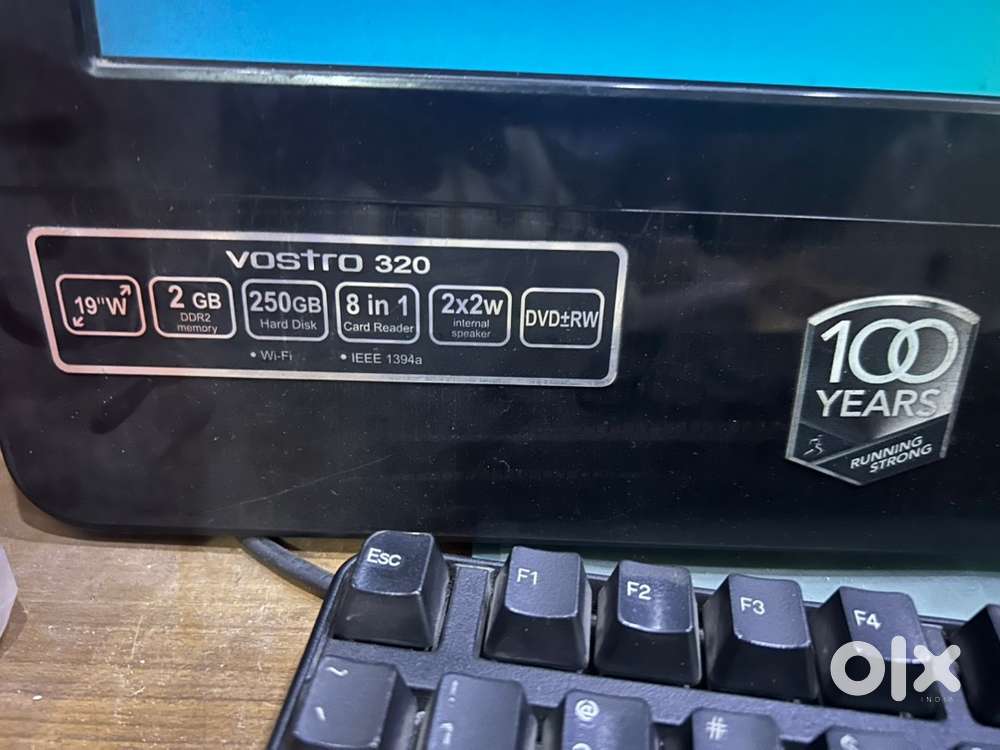 vostro 320
19"W
2 GB
DDR2
memory
250GB
Hard Disk
8 in 1
Card Reader
2x2w
internal
speaker
DVD±RW
• Wi-Fi
• IEEE 1394a
100
YEARS
RUNNING
STRONG
Esc
F1
F2
F3
F4
~
!
@
#
olx
INDIA